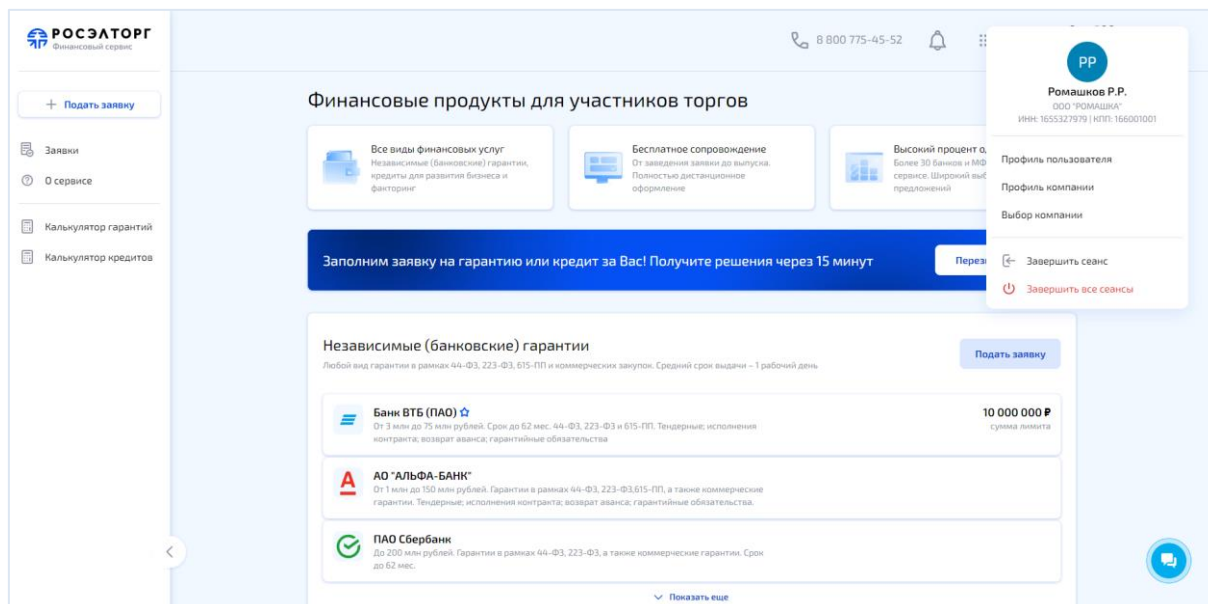 РОСЭЛТОРГ
Финансовый сервис
+ Подать заявку
Заявки
О сервисе
Калькулятор гарантий
Калькулятор кредитов
8 800 775-45-52
Финансовые продукты для участников торгов
Все виды финансовых услуг
Независимые (банковские) гарантии,
кредиты для развития бизнеса и
факторинг
Бесплатное сопровождение
От заведения заявки до выпуска.
Полностью дистанционное
оформление
Высокий процент о
Более 30 банков и МФ
сервисе. Широкий выб
предложений
Заполним заявку на гарантию или кредит за Вас! Получите решения через 15 минут
Перез
РР
Ромашков Р.Р.
ООО "РОМАШКА"
ИНН: 1655327979 | КПП: 166001001
Профиль пользователя
Профиль компании
Выбор компании
Завершить сеанс
Завершить все сеансы
Независимые (банковские) гарантии
Любой вид гарантии в рамках 44-ФЗ, 223-ФЗ, 615-ПП и коммерческих закупок. Средний срок выдачи – 1 рабочий день
Подать заявку
Банк ВТБ (ПАО)
От 3 млн до 75 млн рублей. Срок до 62 мес. 44-ФЗ, 223-ФЗ и 615-ПП. Тендерные; исполнения
контракта; возврат аванса; гарантийные обязательства
10 000 000 ₽
сумма лимита
АО "АЛЬФА-БАНК"
От 1 млн до 150 млн рублей. Гарантии в рамках 44-ФЗ, 223-ФЗ,615-ПП, а также коммерческие
гарантии. Тендерные; исполнения контракта; возврат аванса; гарантийные обязательства.
ПАО Сбербанк
До 200 млн рублей. Гарантии в рамках 44-ФЗ, 223-ФЗ, а также коммерческие гарантии. Срок
до 62 мес.
Показать еще